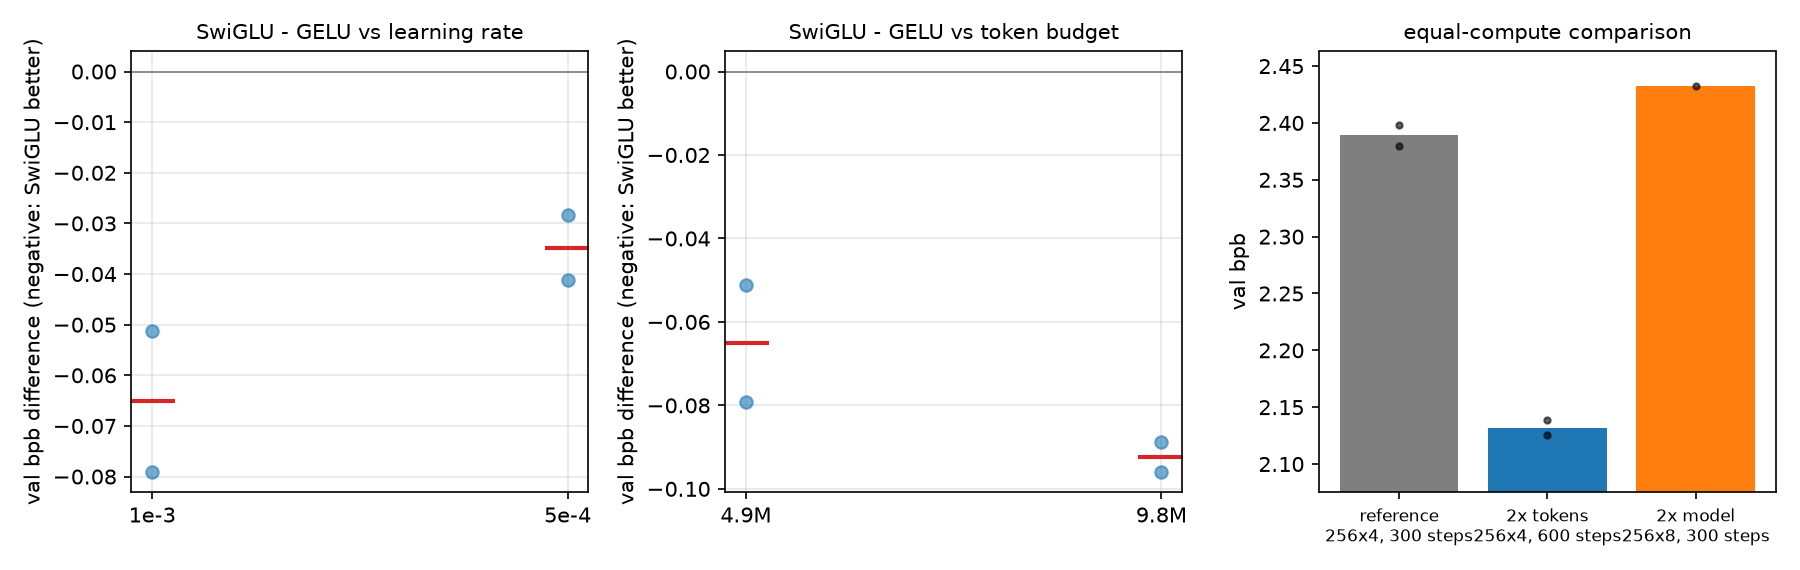 SwiGLU - GELU vs learning rate
val bpb difference (negative: SwiGLU better)
0.00
−0.01
−0.02
−0.03
−0.04
−0.05
−0.06
−0.07
−0.08
1e-3
5e-4
SwiGLU - GELU vs token budget
val bpb difference (negative: SwiGLU better)
0.00
−0.02
−0.04
−0.06
−0.08
−0.10
4.9M
9.8M
equal-compute comparison
val bpb
2.45
2.40
2.35
2.30
2.25
2.20
2.15
2.10
reference
256x4, 300 steps
2x tokens
256x4, 600 steps
2x model
256x8, 300 steps